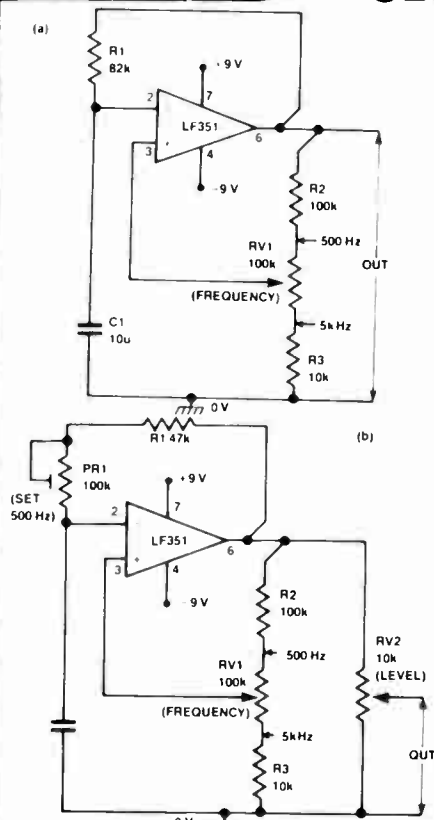 (a)
R1
82k
+9 V
2
7
LF351
6
3
4
-9 V
R2
100k
500 Hz
RV1
100k
OUT
(FREQUENCY)
5kHz
C1
10u
R3
10k
0 V
(b)
R1 47k
PR1
100k
(SET
500 Hz)
+9 V
2
7
LF351
6
3
+
4
-9 V
R2
100k
RV2
10k
(LEVEL)
500 Hz
RV1
100k
(FREQUENCY)
5kHz
OUT
R3
10k
0 V